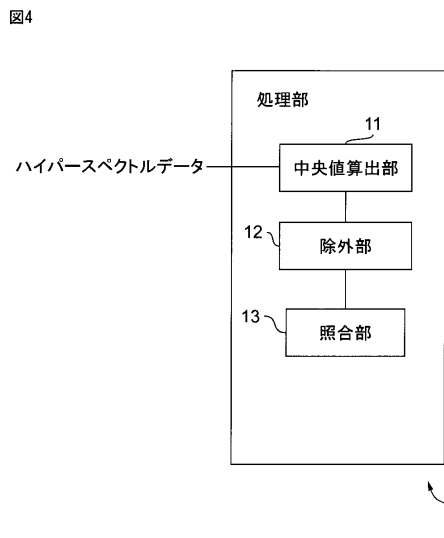 図4
処理部
11
ハイパースペクトルデータ
中央値算出部
12
除外部
13
照合部